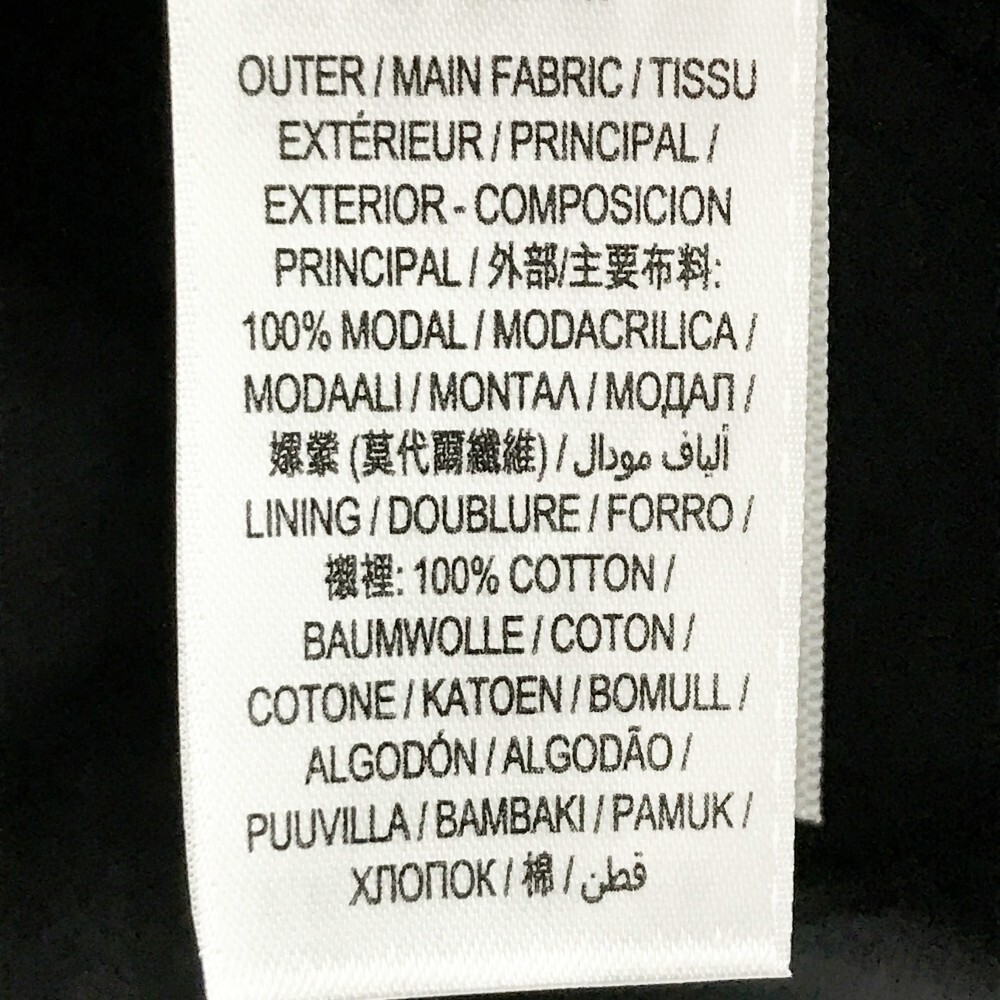 OUTER / MAIN FABRIC / TISSU
EXTÉRIEUR / PRINCIPAL /
EXTERIOR - COMPOSICION
PRINCIPAL / 外部/主要布料:
100% MODAL / MODACRILICA /
MODAALI / ΜΟΝΤΑΛ / МОДАЛ /
嫘縈 (莫代爾纖維) / ألياف مودال
LINING / DOUBLURE / FORRO /
襯裡: 100% COTTON /
BAUMWOLLE / COTON /
COTONE / KATOEN / BOMULL /
ALGODÓN / ALGODÃO /
PUUVILLA / BAMBAKI / PAMUK /
ХЛОПОК / 棉 / قطن